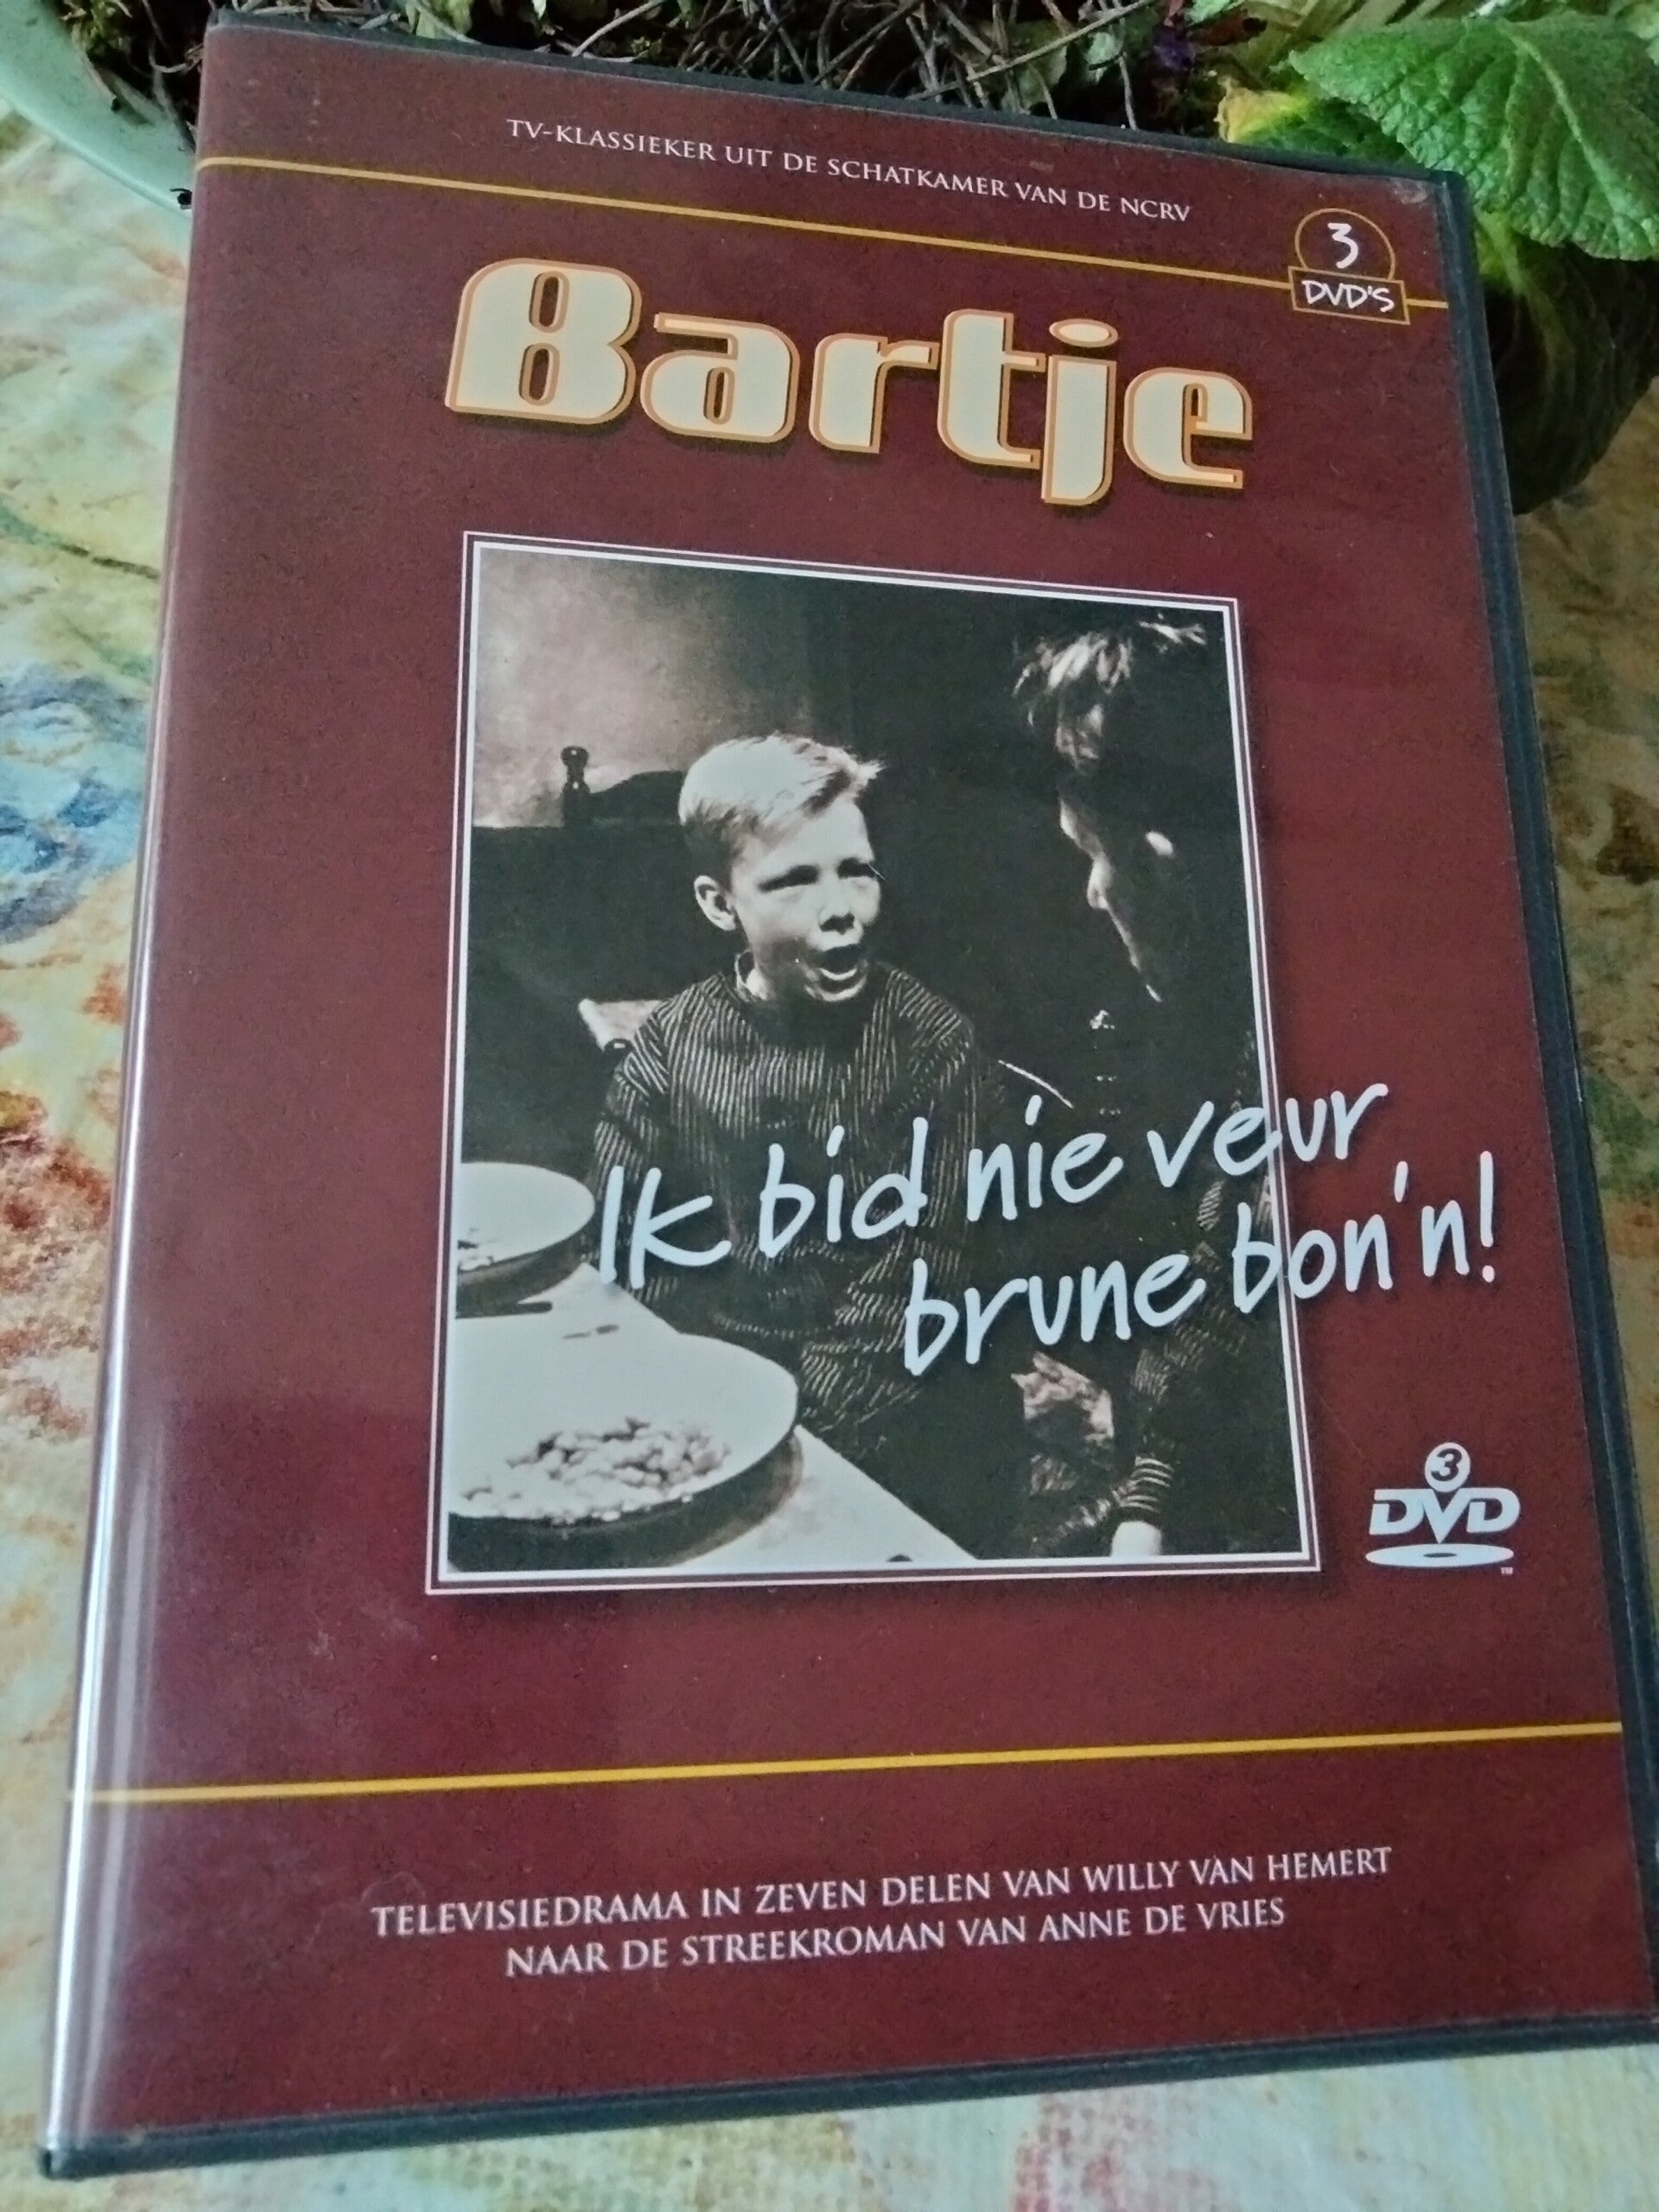 TV-KLASSIEKER UIT DE SCHATKAMER VAN DE NCRV
3
DVD'S
Bartje
Ik bid nie veur
brune bon'n!
3
DVD
TM
TELEVISIEDRAMA IN ZEVEN DELEN VAN WILLY VAN HEMERT
NAAR DE STREEKROMAN VAN ANNE DE VRIES